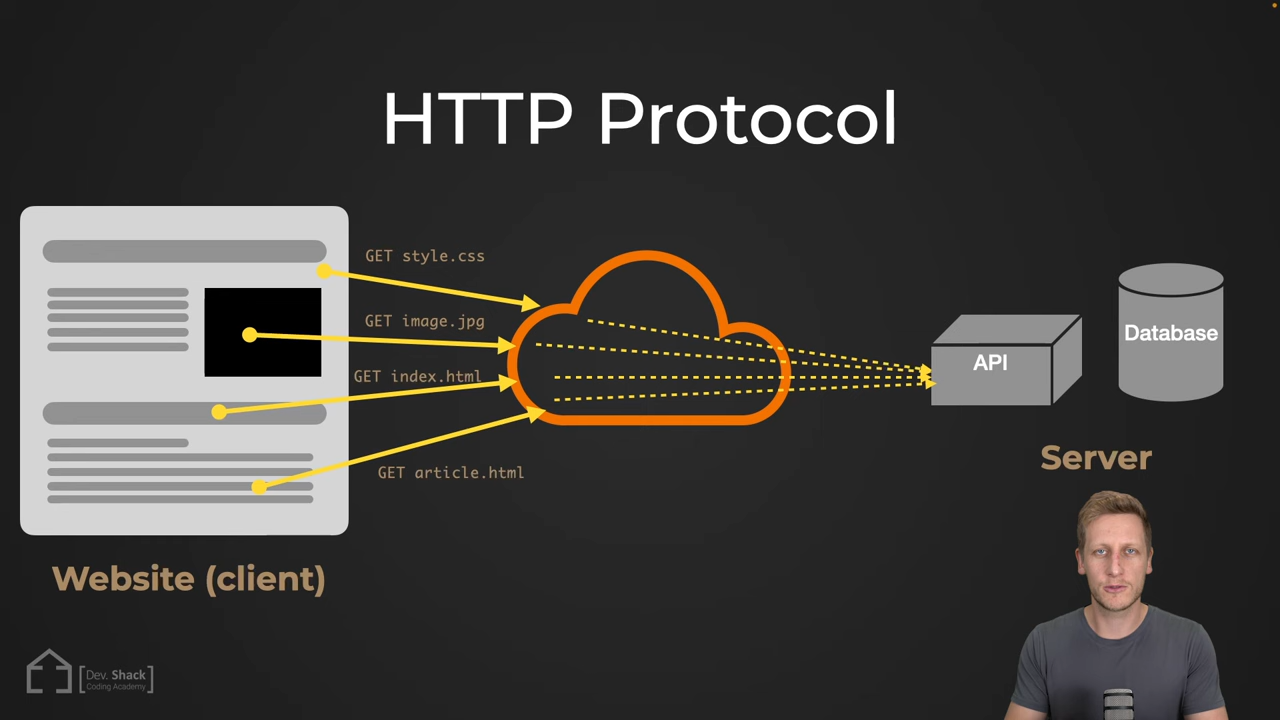 HTTP Protocol
GET style.css
GET image.jpg
GET index.html
GET article.html
API
Database
Server
Website (client)
[Dev. Shack
Coding Academy]